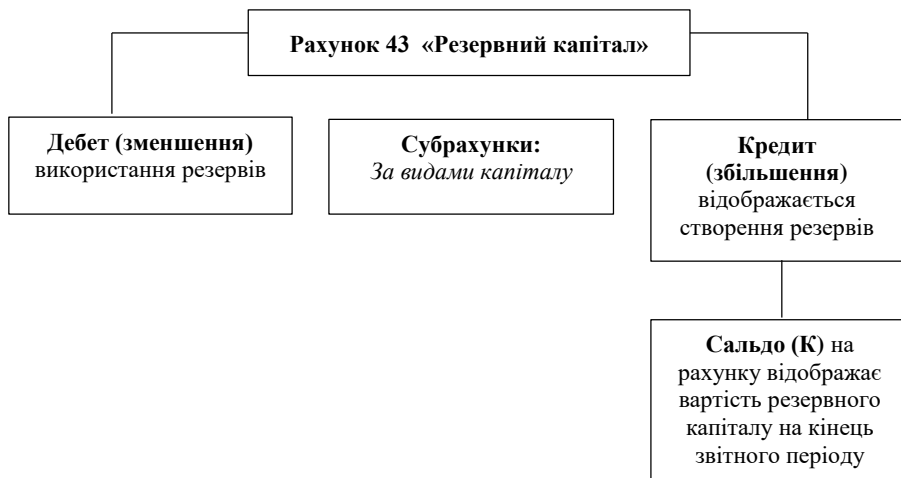 Рахунок 43 «Резервний капітал»
Дебет (зменшення)
використання резервів
Субрахунки:
За видами капіталу
Кредит
(збільшення)
відображається
створення резервів
Сальдо (К) на
рахунку відображає
вартість резервного
капіталу на кінець
звітного періоду